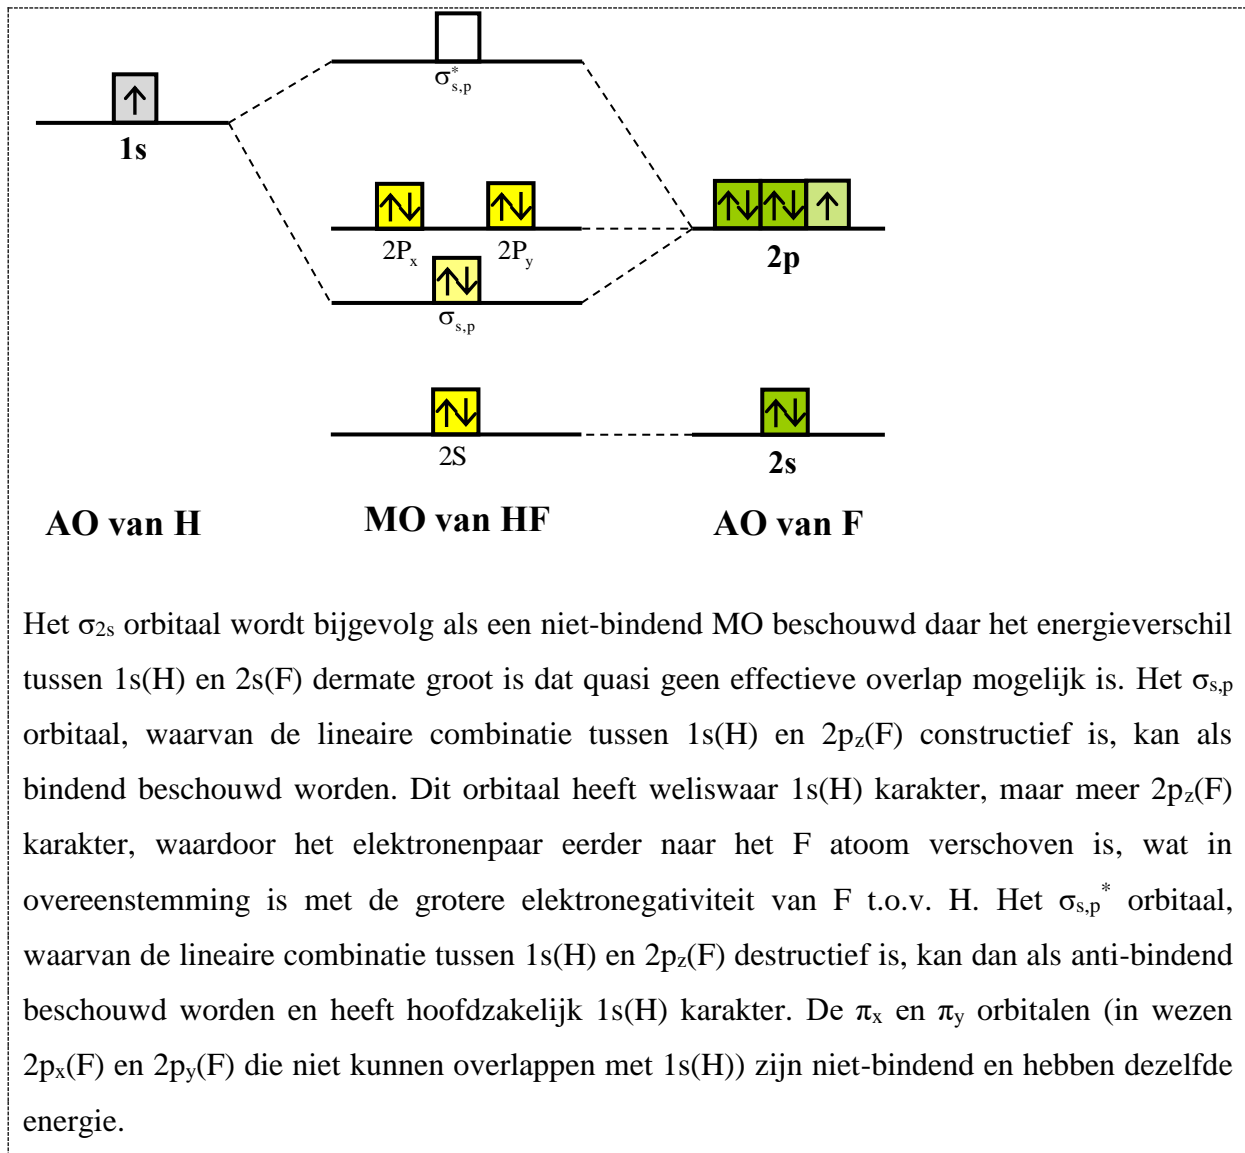 σ*s,p
1s
2Px 2Py
2p
σs,p
2S
2s
AO van H MO van HF AO van F
Het σ2s orbitaal wordt bijgevolg als een niet-bindend MO beschouwd daar het energieverschil
tussen 1s(H) en 2s(F) dermate groot is dat quasi geen effectieve overlap mogelijk is. Het σs,p
orbitaal, waarvan de lineaire combinatie tussen 1s(H) en 2pz(F) constructief is, kan als
bindend beschouwd worden. Dit orbitaal heeft weliswaar 1s(H) karakter, maar meer 2pz(F)
karakter, waardoor het elektronenpaar eerder naar het F atoom verschoven is, wat in
overeenstemming is met de grotere elektronegativiteit van F t.o.v. H. Het σs,p* orbitaal,
waarvan de lineaire combinatie tussen 1s(H) en 2pz(F) destructief is, kan dan als anti-bindend
beschouwd worden en heeft hoofdzakelijk 1s(H) karakter. De πx en πy orbitalen (in wezen
2px(F) en 2py(F) die niet kunnen overlappen met 1s(H)) zijn niet-bindend en hebben dezelfde
energie.